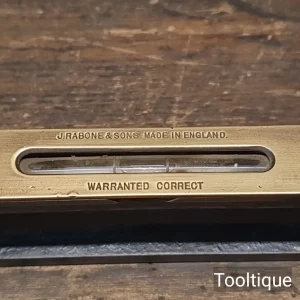 J. RABONE & SONS MADE IN ENGLAND.
WARRANTED CORRECT
Tooltique